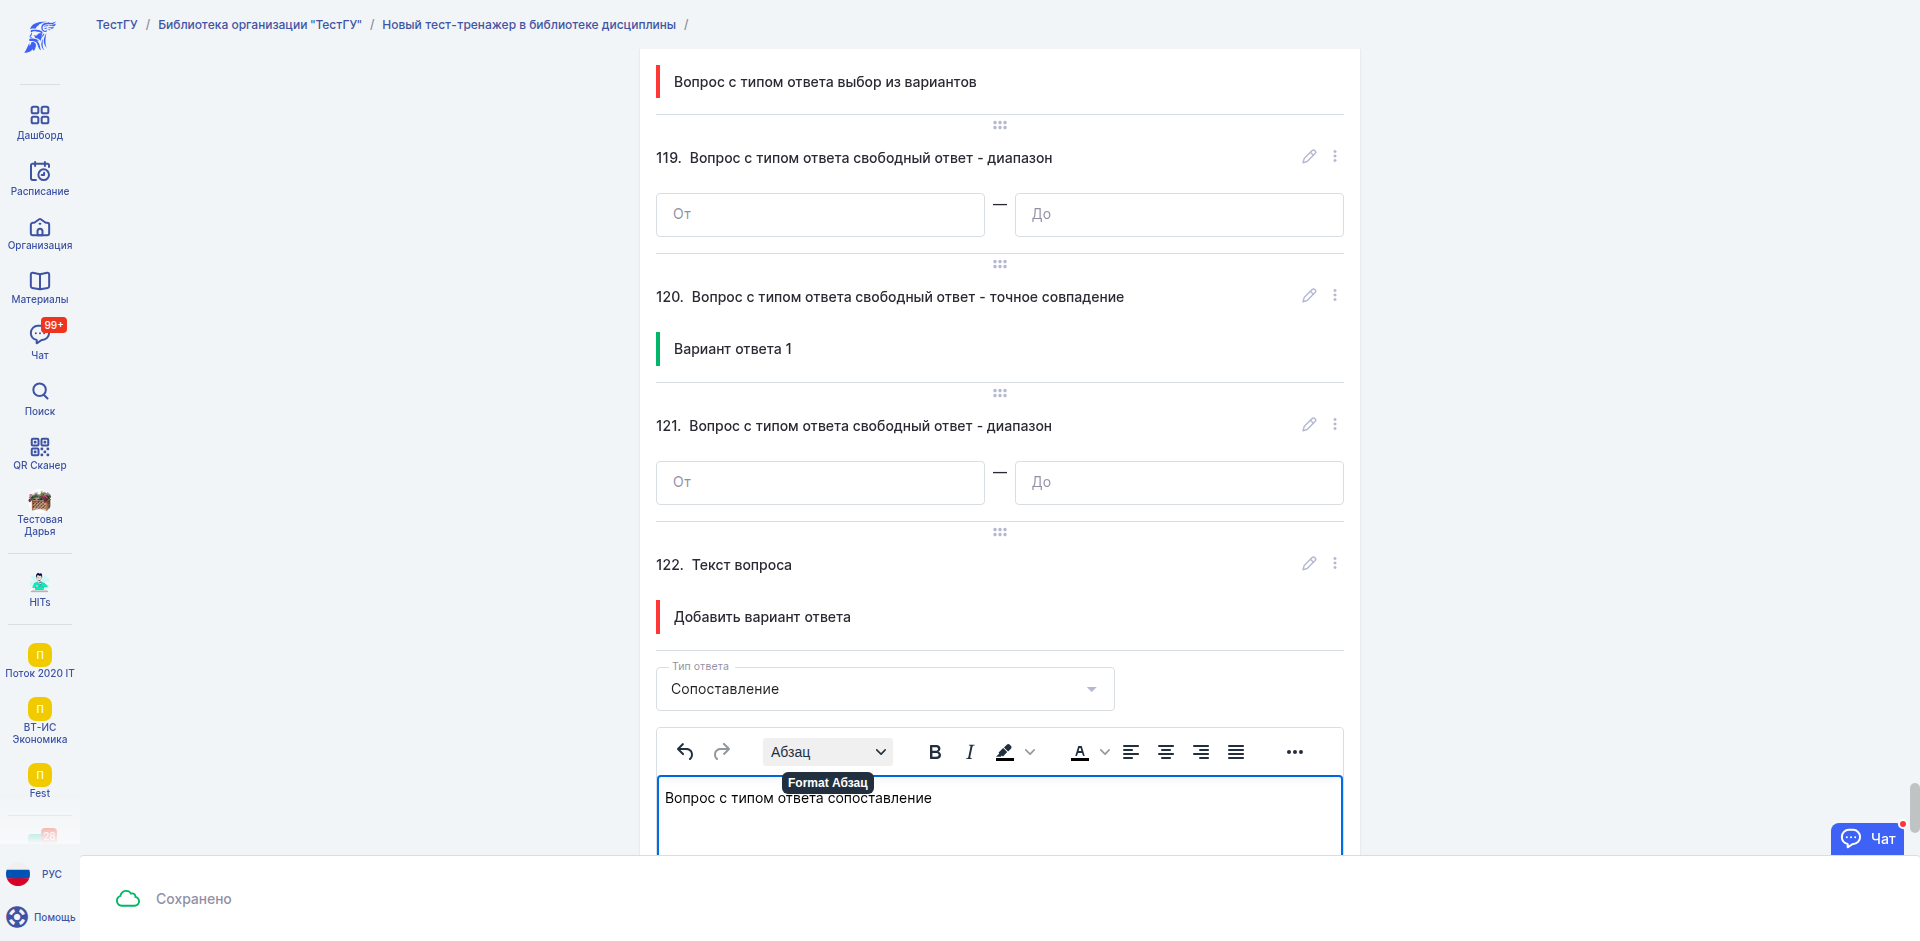 ТестГУ / Библиотека организации "ТестГУ" / Новый тест-тренажер в библиотеке дисциплины /
Дашборд
Расписание
Организация
Материалы
99+
Чат
Поиск
QR Сканер
Тестовая
Дарья
HITs
П
Поток 2020 IT
П
ВТ-ИС
Экономика
П
Fest
28
РУС
Помощь
Вопрос с типом ответа выбор из вариантов
119. Вопрос с типом ответа свободный ответ - диапазон
От — До
120. Вопрос с типом ответа свободный ответ - точное совпадение
Вариант ответа 1
121. Вопрос с типом ответа свободный ответ - диапазон
От — До
122. Текст вопроса
Добавить вариант ответа
Тип ответа
Сопоставление
Абзац B I A
Format Абзац
Вопрос с типом ответа сопоставление
Чат
Сохранено